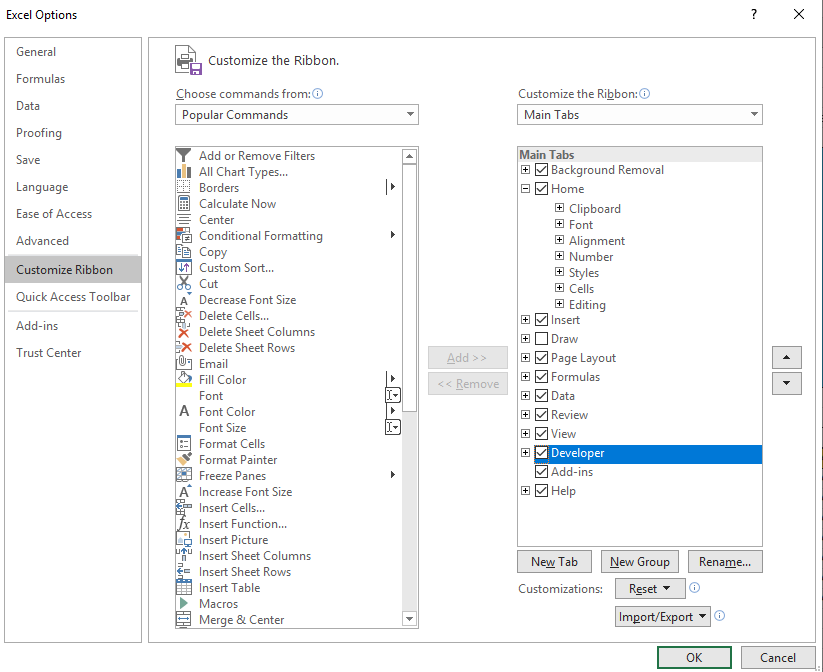 Excel Options
?
General
Formulas
Data
Proofing
Save
Language
Ease of Access
Advanced
Customize Ribbon
Quick Access Toolbar
Add-ins
Trust Center
Customize the Ribbon.
Choose commands from:
Popular Commands
Add or Remove Filters
All Chart Types...
Borders
Calculate Now
Center
Conditional Formatting
Copy
Custom Sort...
Cut
Decrease Font Size
Delete Cells...
Delete Sheet Columns
Delete Sheet Rows
Email
Fill Color
Font
Font Color
Font Size
Format Cells
Format Painter
Freeze Panes
Increase Font Size
Insert Cells...
Insert Function...
Insert Picture
Insert Sheet Columns
Insert Sheet Rows
Insert Table
Macros
Merge & Center
Add >>
<< Remove
Customize the Ribbon:
Main Tabs
Main Tabs
Background Removal
Home
Clipboard
Font
Alignment
Number
Styles
Cells
Editing
Insert
Draw
Page Layout
Formulas
Data
Review
View
Developer
Add-ins
Help
New Tab
New Group
Rename...
Customizations:
Reset
Import/Export
OK
Cancel